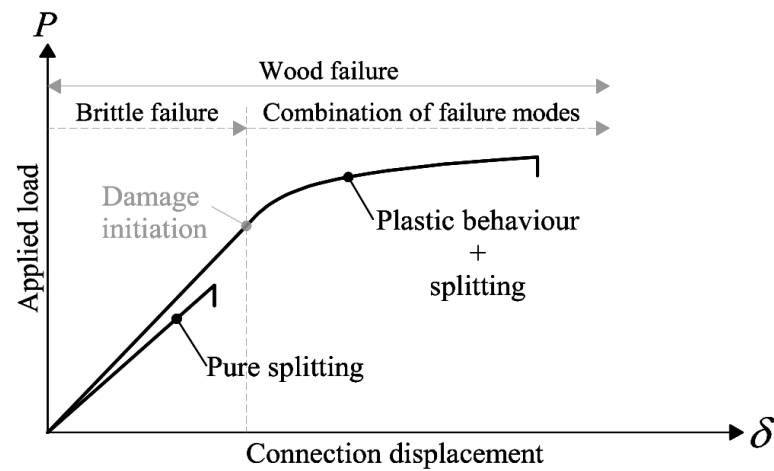 P
Wood failure
Brittle failure
Combination of failure modes
Applied load
Damage
initiation
Plastic behaviour
+
splitting
Pure splitting
Connection displacement
δ